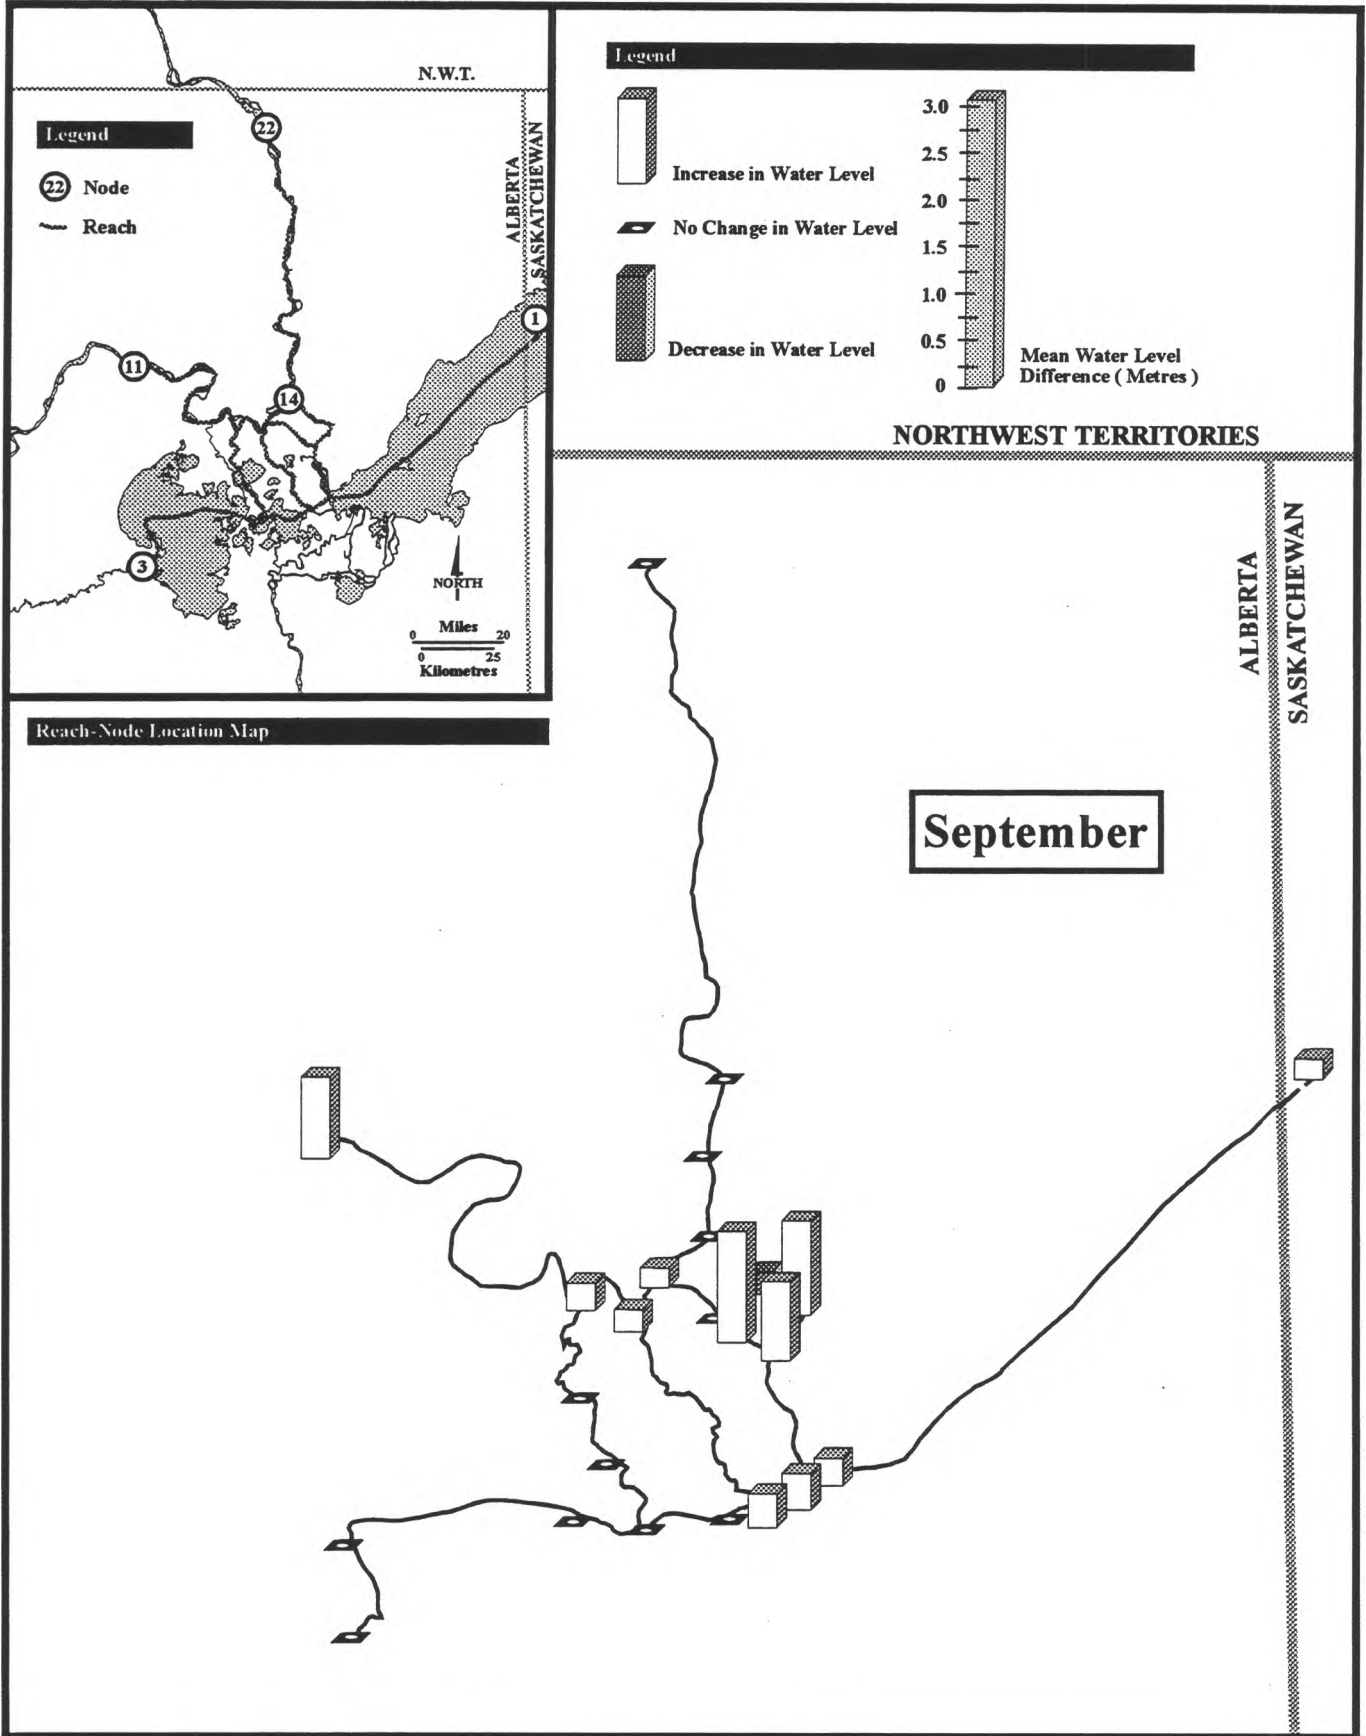 N.W.T.
Legend
22 Node
Reach
22
ALBERTA
SASKATCHEWAN
1
11
14
3
NORTH
Miles
0 20
0 25
Kilometres
Reach-Node Location Map
Legend
Increase in Water Level
No Change in Water Level
Decrease in Water Level
3.0
2.5
2.0
1.5
1.0
0.5
0
Mean Water Level
Difference ( Metres )
NORTHWEST TERRITORIES
ALBERTA
SASKATCHEWAN
September